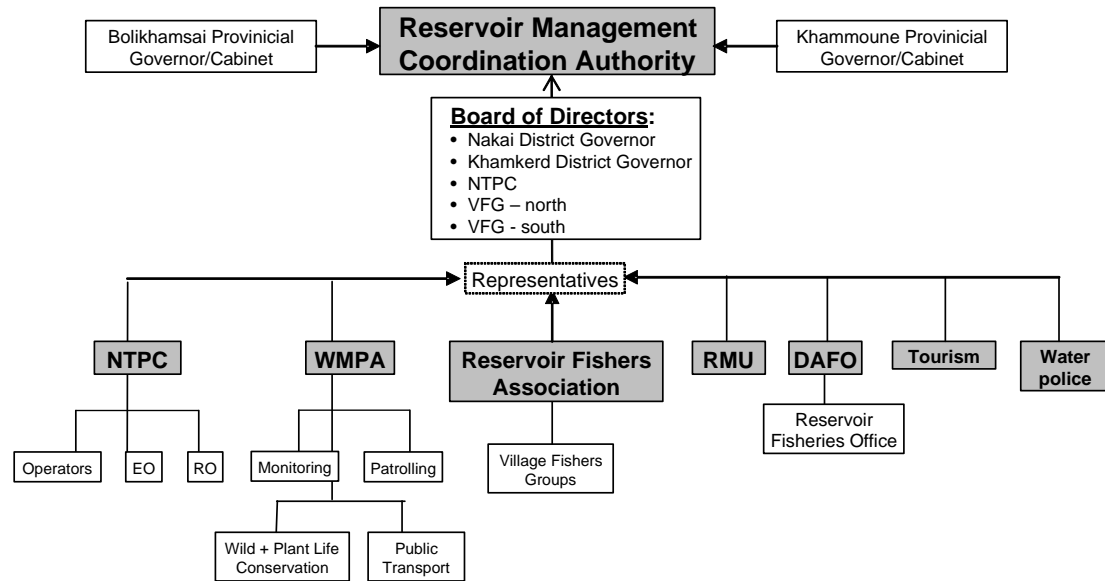 Bolikhamsai Provinicial
Governor/Cabinet
Reservoir Management
Coordination Authority
Khammoune Provinicial
Governor/Cabinet
Board of Directors:
• Nakai District Governor
• Khamkerd District Governor
• NTPC
• VFG – north
• VFG - south
Representatives
NTPC
WMPA
Reservoir Fishers
Association
RMU
DAFO
Tourism
Water
police
Operators
EO
RO
Monitoring
Patrolling
Village Fishers
Groups
Reservoir
Fisheries Office
Wild + Plant Life
Conservation
Public
Transport